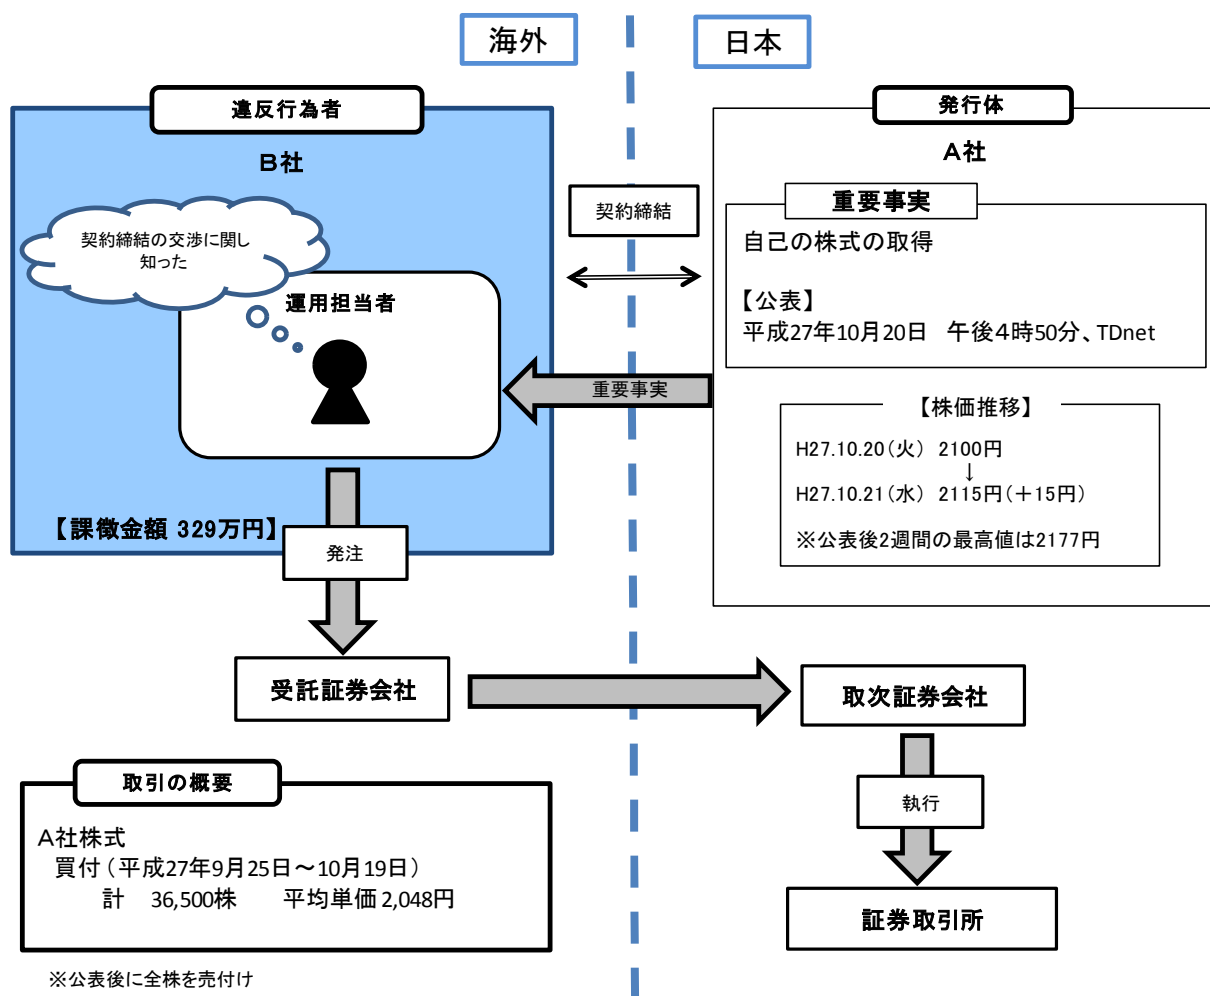 海外
日本
違反行為者
B社
契約締結の交渉に関し
知った
運用担当者
【課徴金額 329万円】
発注
契約締結
重要事実
発行体
A社
重要事実
自己の株式の取得
【公表】
平成27年10月20日　午後4時50分、TDnet
【株価推移】
H27.10.20(火) 2100円
↓
H27.10.21(水) 2115円(+15円)
※公表後2週間の最高値は2177円
受託証券会社
取次証券会社
執行
証券取引所
取引の概要
A社株式
買付(平成27年9月25日～10月19日)
計　36,500株　　平均単価 2,048円
※公表後に全株を売付け